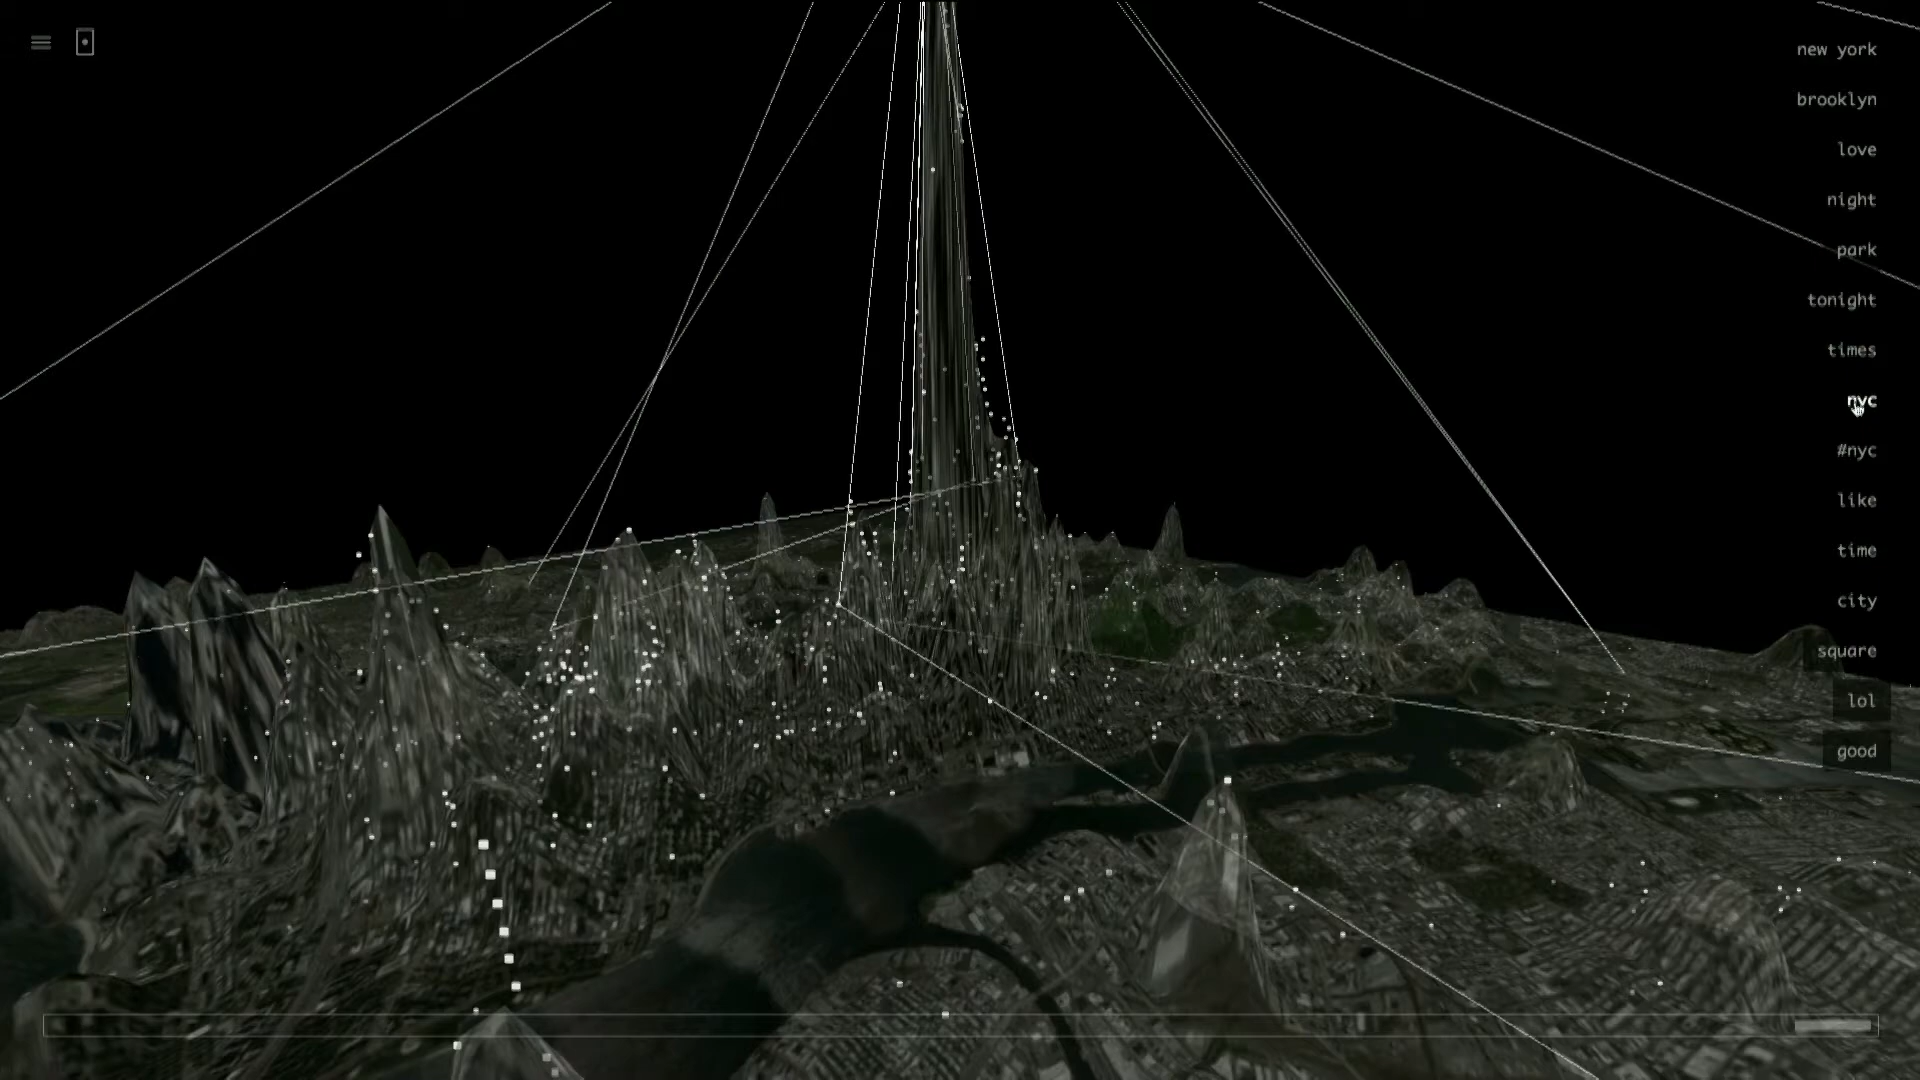 new york
brooklyn
love
night
park
tonight
times
nyc
#nyc
like
time
city
square
lol
good